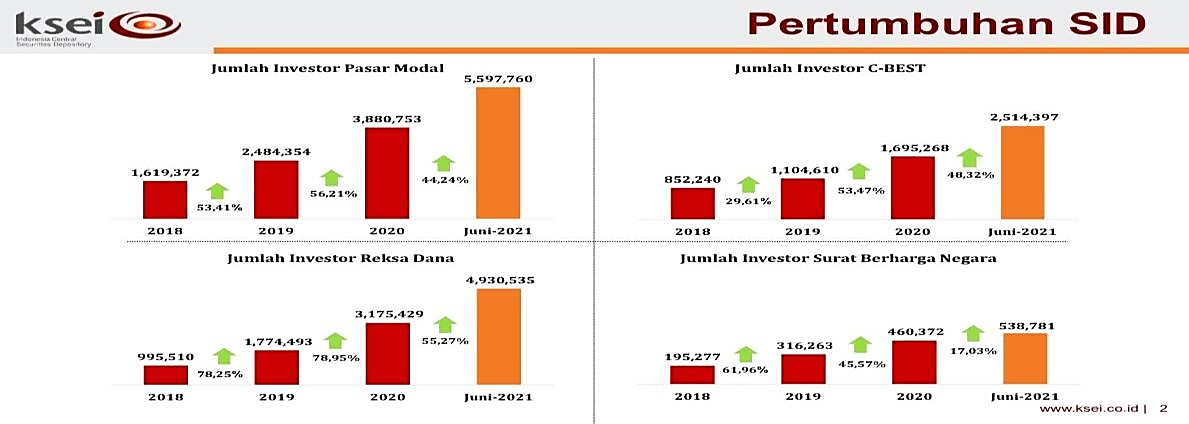 ksei
Indonesia Central
Securities Depository
Pertumbuhan SID
Jumlah Investor Pasar Modal
5,597,760
3,880,753
2,484,354
1,619,372
53,41%
56,21%
44,24%
2018 2019 2020 Juni-2021
Jumlah Investor C-BEST
2,514,397
1,695,268
1,104,610
852,240
29,61%
53,47%
48,32%
2018 2019 2020 Juni-2021
Jumlah Investor Reksa Dana
4,930,535
3,175,429
1,774,493
995,510
78,25%
78,95%
55,27%
2018 2019 2020 Juni-2021
Jumlah Investor Surat Berharga Negara
538,781
460,372
316,263
195,277
61,96%
45,57%
17,03%
2018 2019 2020 Juni-2021
www.ksei.co.id | 2